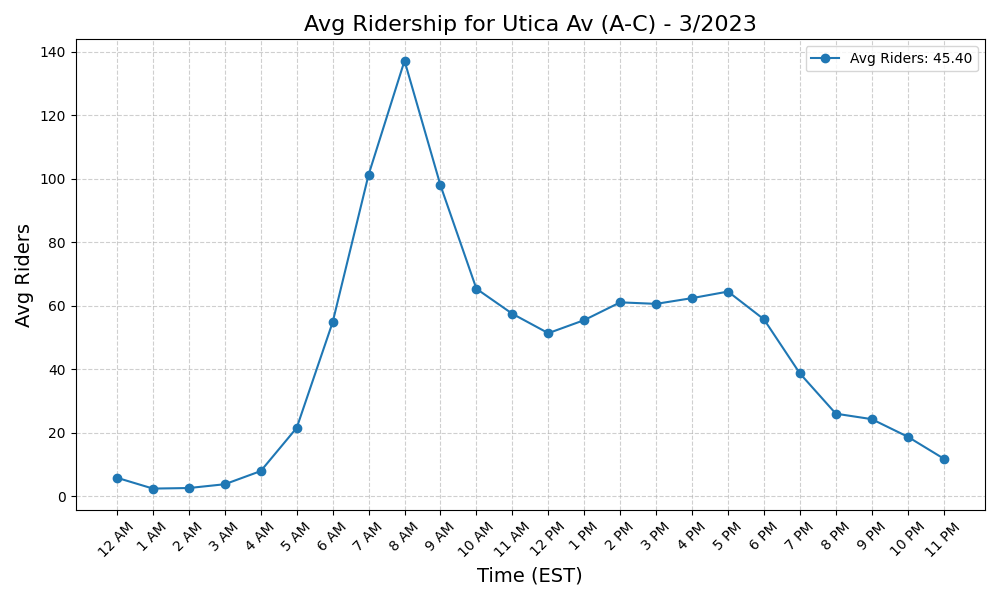 Avg Ridership for Utica Av (A-C) - 3/2023
Avg Riders: 45.40
Avg Riders
140
120
100
80
60
40
20
0
12 AM
1 AM
2 AM
3 AM
4 AM
5 AM
6 AM
7 AM
8 AM
9 AM
10 AM
11 AM
12 PM
1 PM
2 PM
3 PM
4 PM
5 PM
6 PM
7 PM
8 PM
9 PM
10 PM
11 PM
Time (EST)